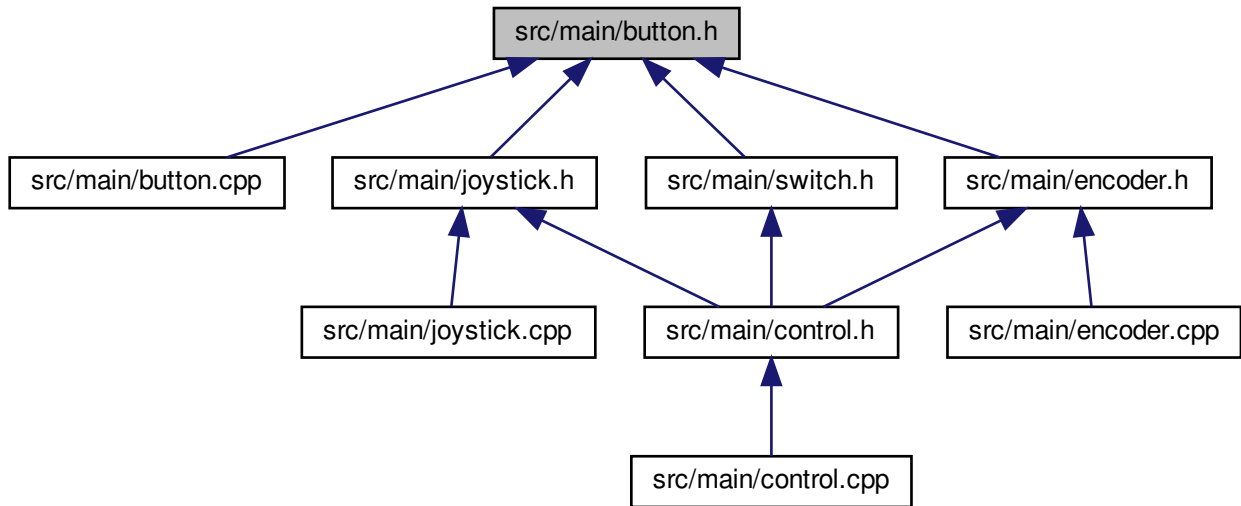 src/main/button.h
src/main/button.cpp
src/main/joystick.h
src/main/switch.h
src/main/encoder.h
src/main/joystick.cpp
src/main/control.h
src/main/encoder.cpp
src/main/control.cpp